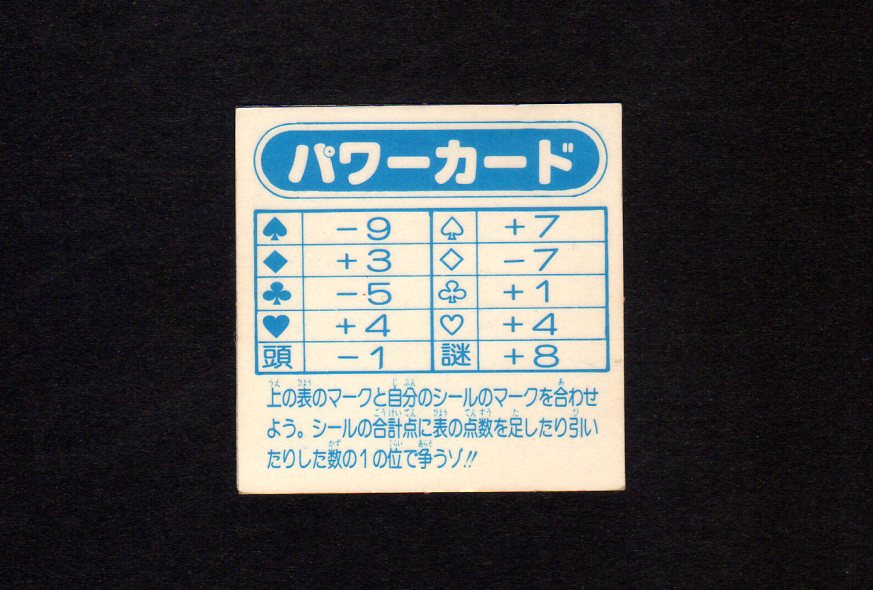 パワーカード
♠ －9 ♤ ＋7
♦ ＋3 ♢ －7
♣ －5 ♧ ＋1
♥ ＋4 ♡ ＋4
頭 －1 謎 ＋8
上の表のマークと自分のシールのマークを合わせ
よう。シールの合計点に表の点数を足したり引い
たりした数の1の位で争うゾ!!